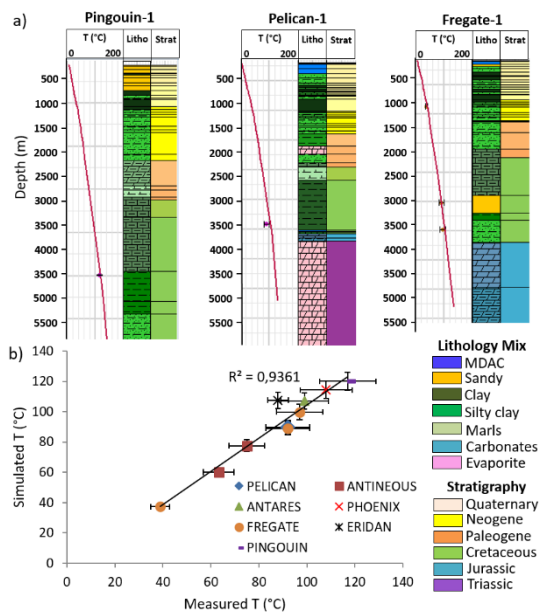 a)
Pingouin-1
T (°C) Litho Strat
0 200
500
1000
1500
2000
2500
3000
3500
4000
4500
5000
5500
Depth (m)
Pelican-1
T (°C) Litho Strat
0 200
500
1000
1500
2000
2500
3000
3500
4000
4500
5000
5500
Fregate-1
T (°C) Litho Strat
0 200
500
1000
1500
2000
2500
3000
3500
4000
4500
5000
5500
b)
140
120
100
80
60
40
20
0
Simulated T (°C)
R² = 0,9361
PELICAN
ANTINEOUS
ANTARES
PHOENIX
FREGATE
ERIDAN
PINGOUIN
0 20 40 60 80 100 120 140
Measured T (°C)
Lithology Mix
MDAC
Sandy
Clay
Silty clay
Marls
Carbonates
Evaporite
Stratigraphy
Quaternary
Neogene
Paleogene
Cretaceous
Jurassic
Triassic